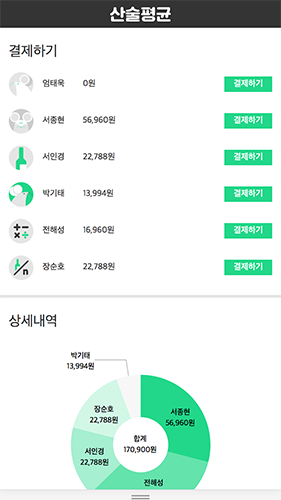 산술평균
결제하기
엄태욱 0원 결제하기
서종현 56,960원 결제하기
서인경 22,788원 결제하기
박기태 13,994원 결제하기
전해성 16,960원 결제하기
장순호 22,788원 결제하기
상세내역
박기태
13,994원
장순호
22,788원
서종현
56,960원
합계
170,900원
서인경
22,788원
전해성